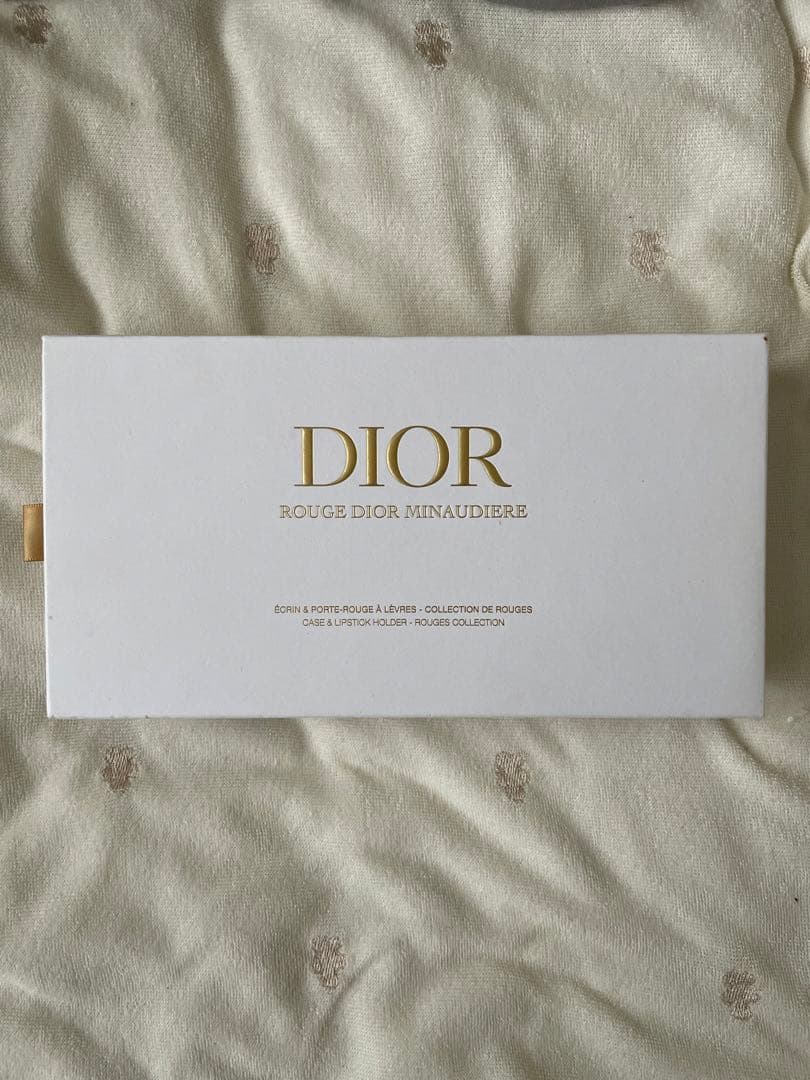 DIOR
ROUGE DIOR MINAUDIERE
ÉCRIN & PORTE-ROUGE À LÈVRES - COLLECTION DE ROUGES
CASE & LIPSTICK HOLDER - ROUGES COLLECTION